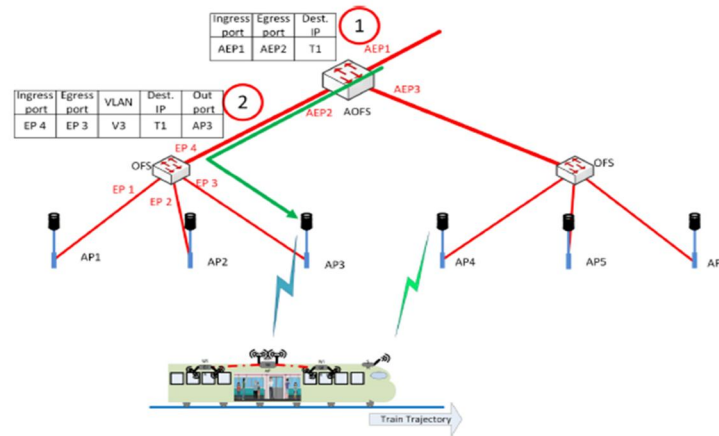 Ingress port Egress port Dest. IP
AEP1 AEP2 T1
1
AEP1
Ingress port Egress port VLAN Dest. IP Out port
EP 4 EP 3 V3 T1 AP3
2
AEP2
AOFS
AEP3
EP 4
OFS
OFS
EP 1
EP 2
EP 3
AP1
AP2
AP3
AP4
AP5
Train Trajectory